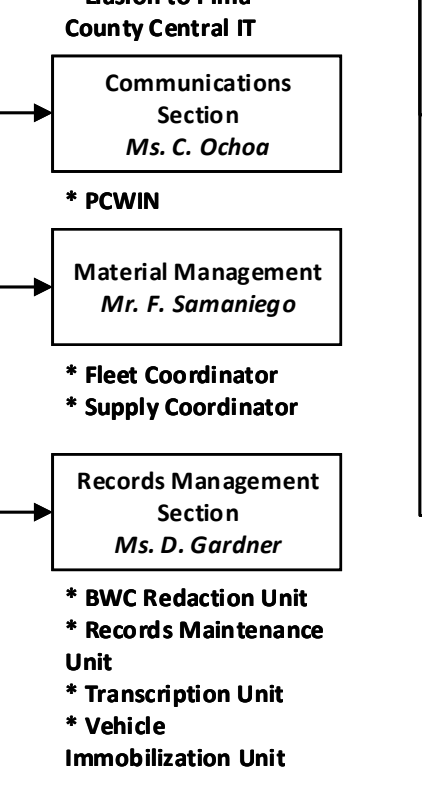 County Central IT
Communications
Section
Ms. C. Ochoa
* PCWIN
Material Management
Mr. F. Samaniego
* Fleet Coordinator
* Supply Coordinator
Records Management
Section
Ms. D. Gardner
* BWC Redaction Unit
* Records Maintenance
Unit
* Transcription Unit
* Vehicle
Immobilization Unit